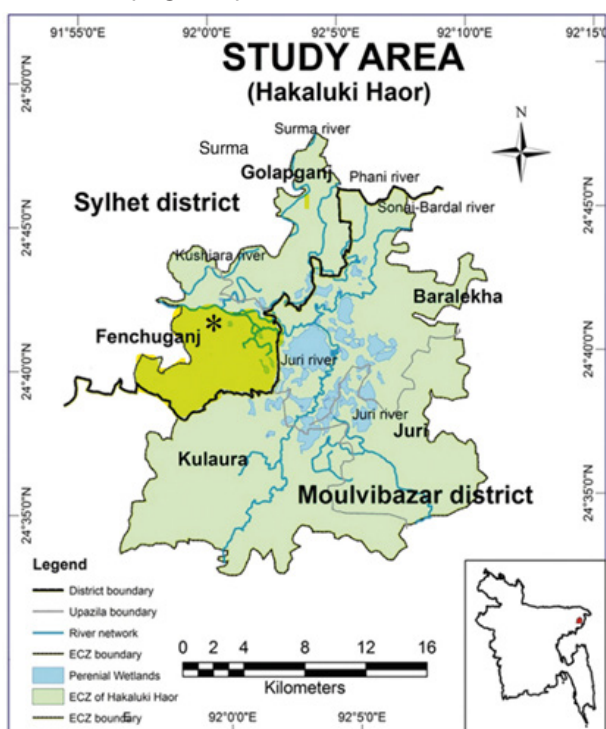 91°55'0"E
92°0'0"E
92°5'0"E
92°10'0"E
92°15'0
STUDY AREA
(Hakaluki Haor)
24°50'0"N
N
Surma river
Surma
Golapganj
Phani river
Sylhet district
Sonai-Bardal river
24°45'0"N
24°45'0"N
Kushiara river
Baralekha
Fenchuganj
*
Juri river
24°40'0"N
24°40'0"N
Juri river
Juri
Kulaura
Moulvibazar district
24°35'0"N
24°35'0"N
Legend
District boundary
Upazila boundary
River network
ECZ boundary
Perenial Wetlands
ECZ of Hakaluki Haor
ECZ boundary
0 2 4 8 12 16
Kilometers
E
92°0'0"E
92°5'0"E